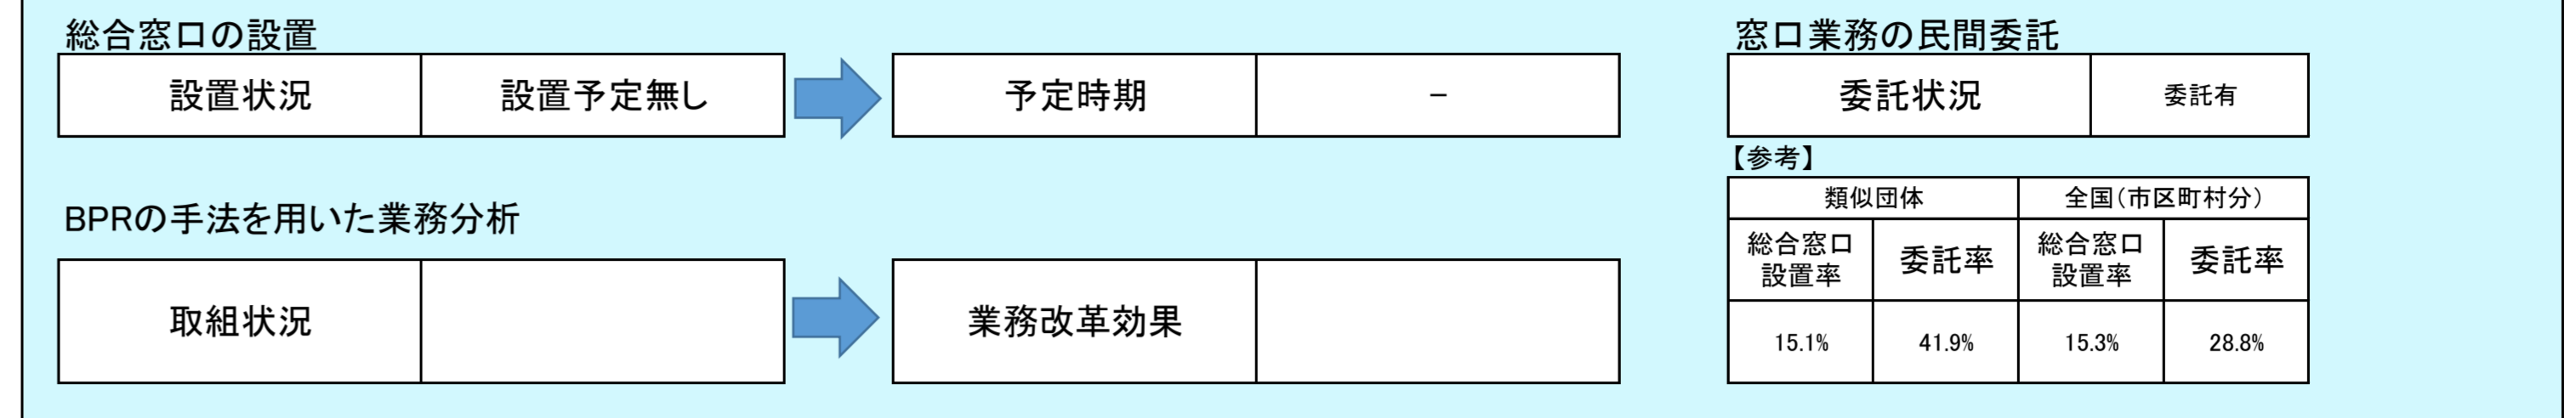 総合窓口の設置
設置状況 設置予定無し 予定時期 －
BPRの手法を用いた業務分析
取組状況 業務改革効果
窓口業務の民間委託
委託状況 委託有
【参考】
類似団体 全国（市区町村分）
総合窓口
設置率 委託率 総合窓口
設置率 委託率
15.1% 41.9% 15.3% 28.8%